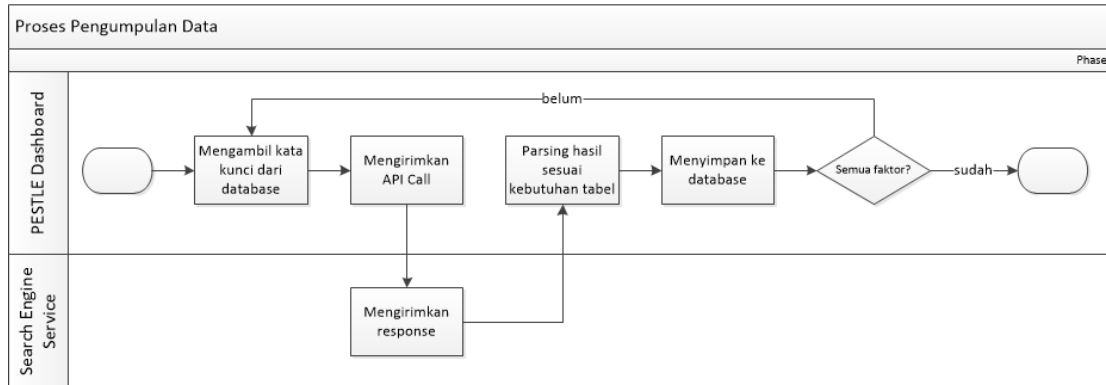 Proses Pengumpulan Data
Phase
PESTLE Dashboard
belum
Mengambil kata
kunci dari
database
Mengirimkan
API Call
Parsing hasil
sesuai
kebutuhan tabel
Menyimpan ke
database
Semua faktor?
sudah
Search Engine
Service
Mengirimkan
response